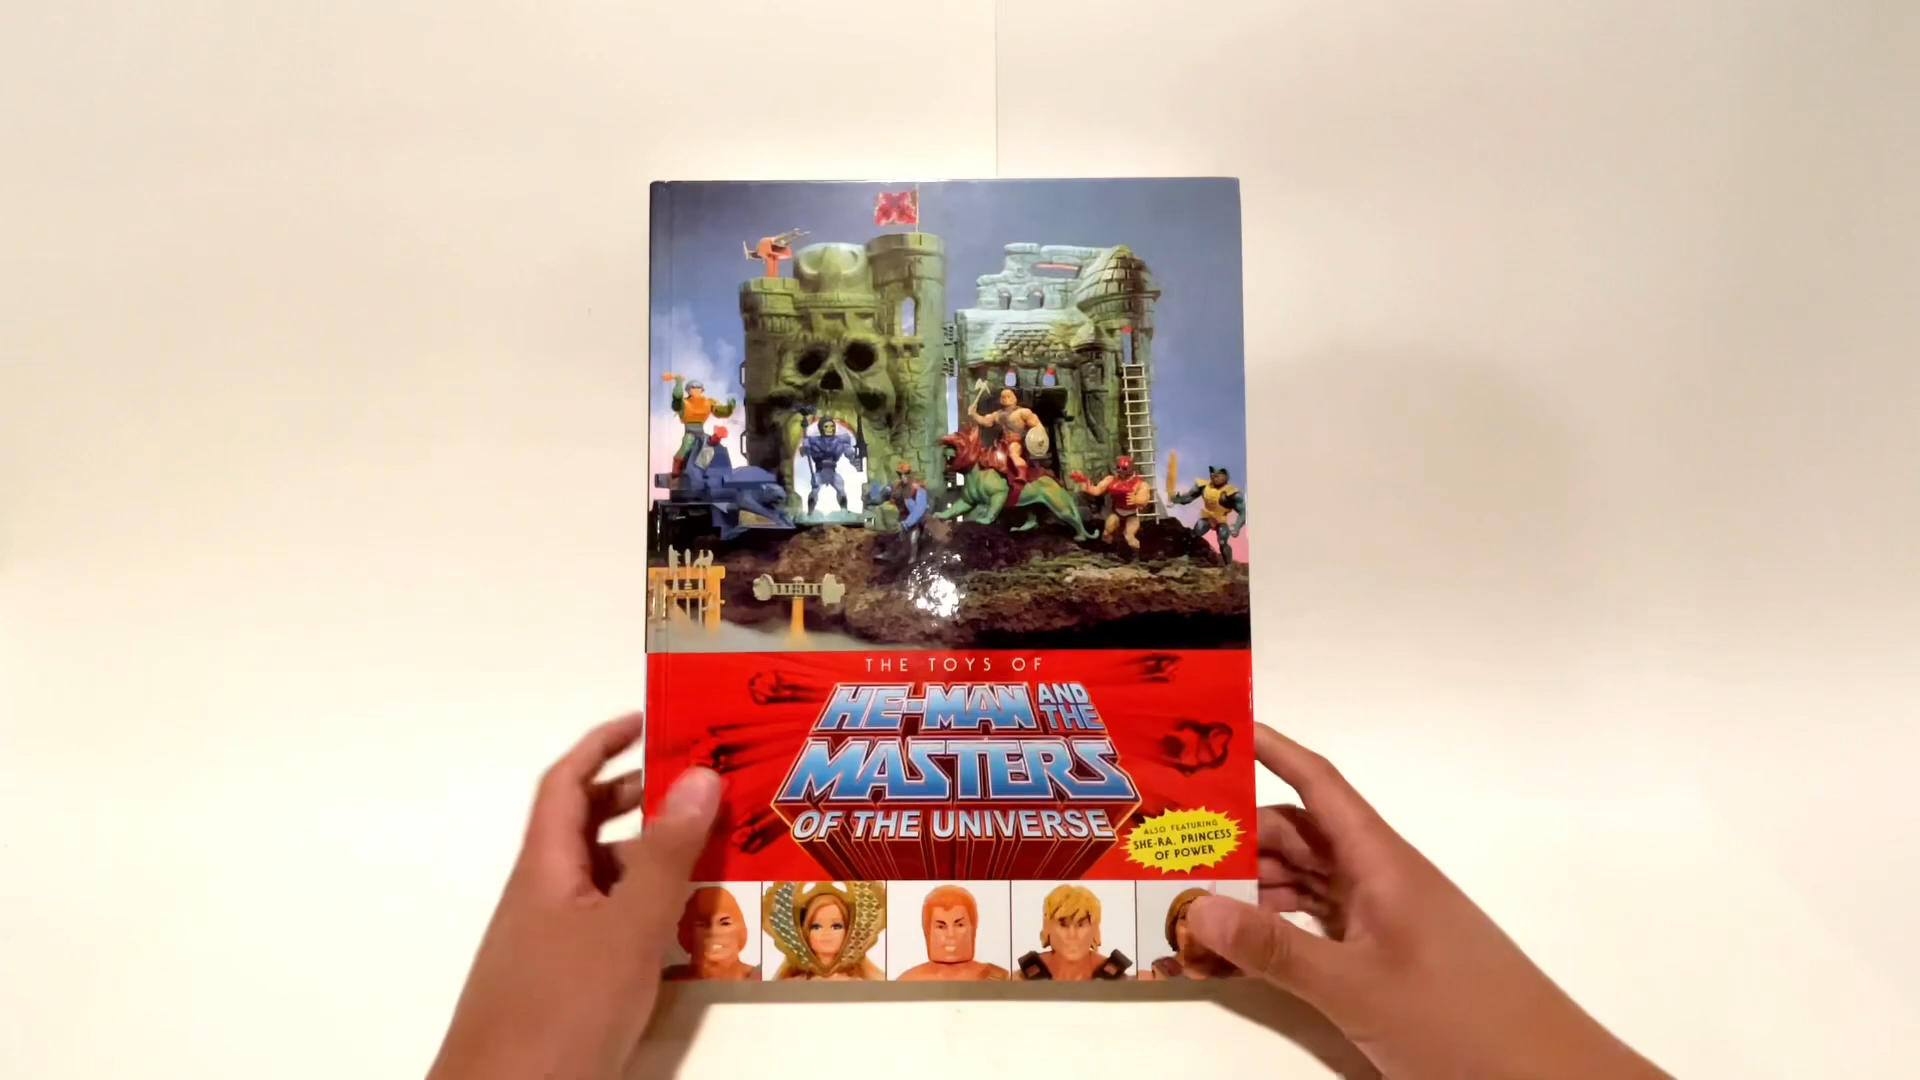 THE TOYS OF
HE-MAN AND THE
MASTERS
OF THE UNIVERSE
ALSO FEATURING
SHE-RA, PRINCESS
OF POWER